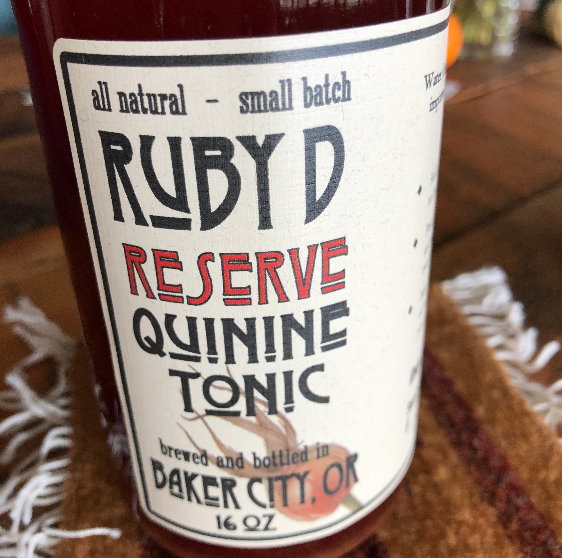 all natural - small batch
RUBY D
RESERVE
QUININE
TONIC
brewed and bottled in
BAKER CITY, OR
16 OZ